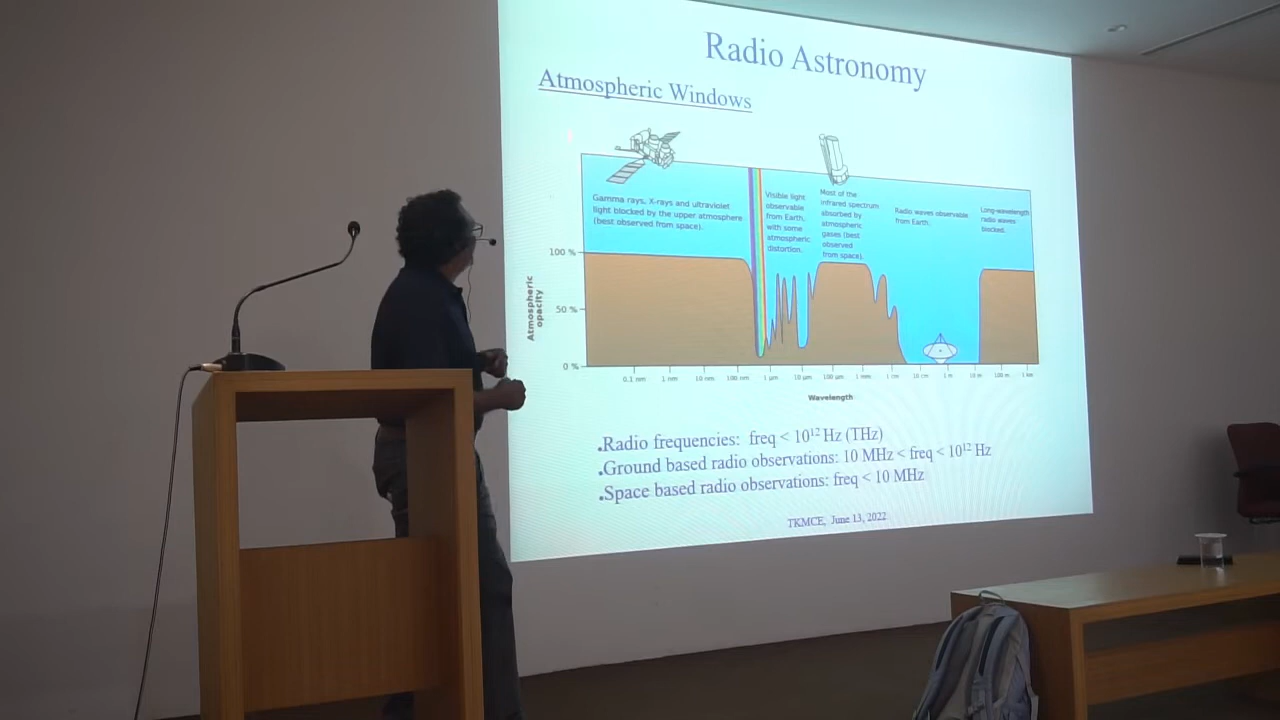 Radio Astronomy
Atmospheric Windows
Gamma rays, X-rays and ultraviolet
light blocked by the upper atmosphere
(best observed from space).
Visible light
observable
from Earth,
with some
atmospheric
distortion.
Most of the
infrared spectrum
absorbed by
atmospheric
gases (best
observed
from space).
Radio waves observable
from Earth.
Long-wavelength
radio waves
blocked.
Atmospheric
opacity
100 %
50 %
0 %
0.1 nm 1 nm 10 nm 100 nm 1 µm 10 µm 100 µm 1 mm 1 cm 10 cm 1 m 10 m 100 m 1 km
Wavelength
•Radio frequencies: freq < 10¹² Hz (THz)
•Ground based radio observations: 10 MHz < freq < 10¹² Hz
•Space based radio observations: freq < 10 MHz
TKMCE, June 13, 2022